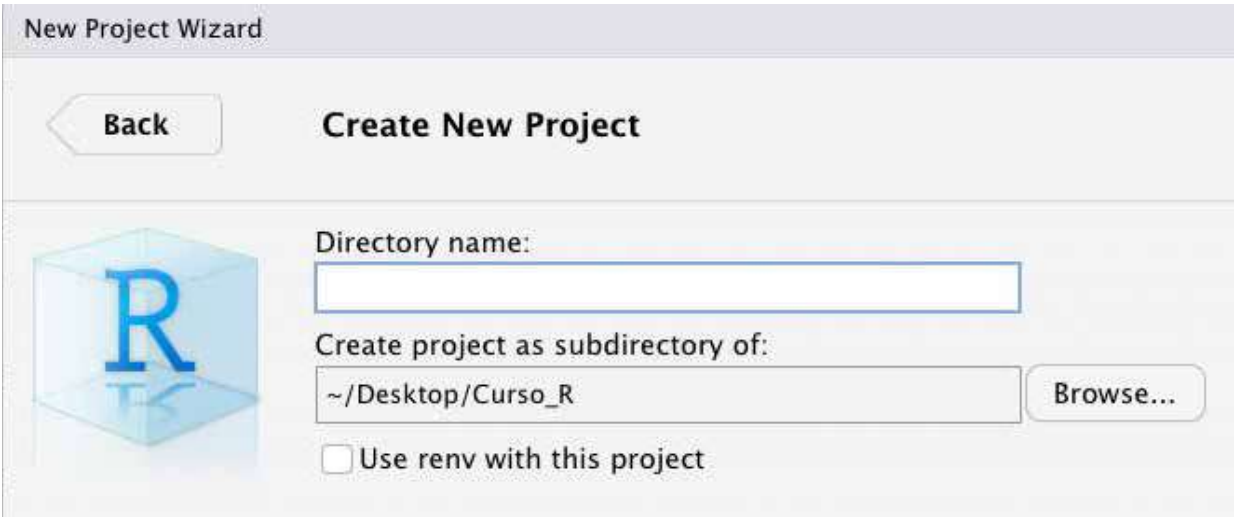 New Project Wizard
Back
Create New Project
R
Directory name:
Create project as subdirectory of:
~/Desktop/Curso_R
Browse...
Use renv with this project